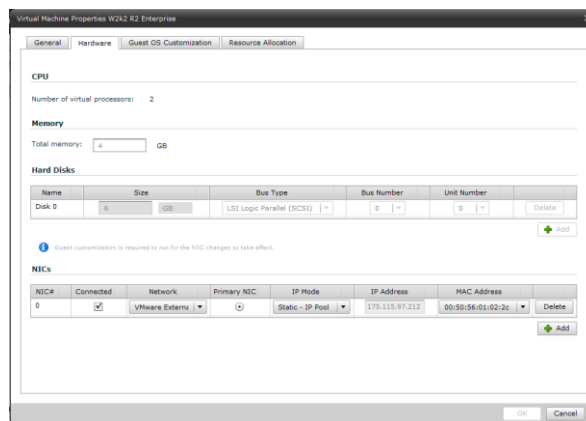 Virtual Machine Properties W2k2 R2 Enterprise
General Hardware Guest OS Customization Resource Allocation
CPU
Number of virtual processors: 2
Memory
Total memory: 4 GB
Hard Disks
Name Size Bus Type Bus Number Unit Number
Disk 0 6 GB LSI Logic Parallel (SCSI) 0 0 Delete
Add
Guest customization is required to run for the NIC changes to take effect.
NICs
NIC# Connected Network Primary NIC IP Mode IP Address MAC Address
0 VMware Externa Static - IP Pool 175.115.97.212 00:50:56:01:02:2c Delete
Add
OK Cancel